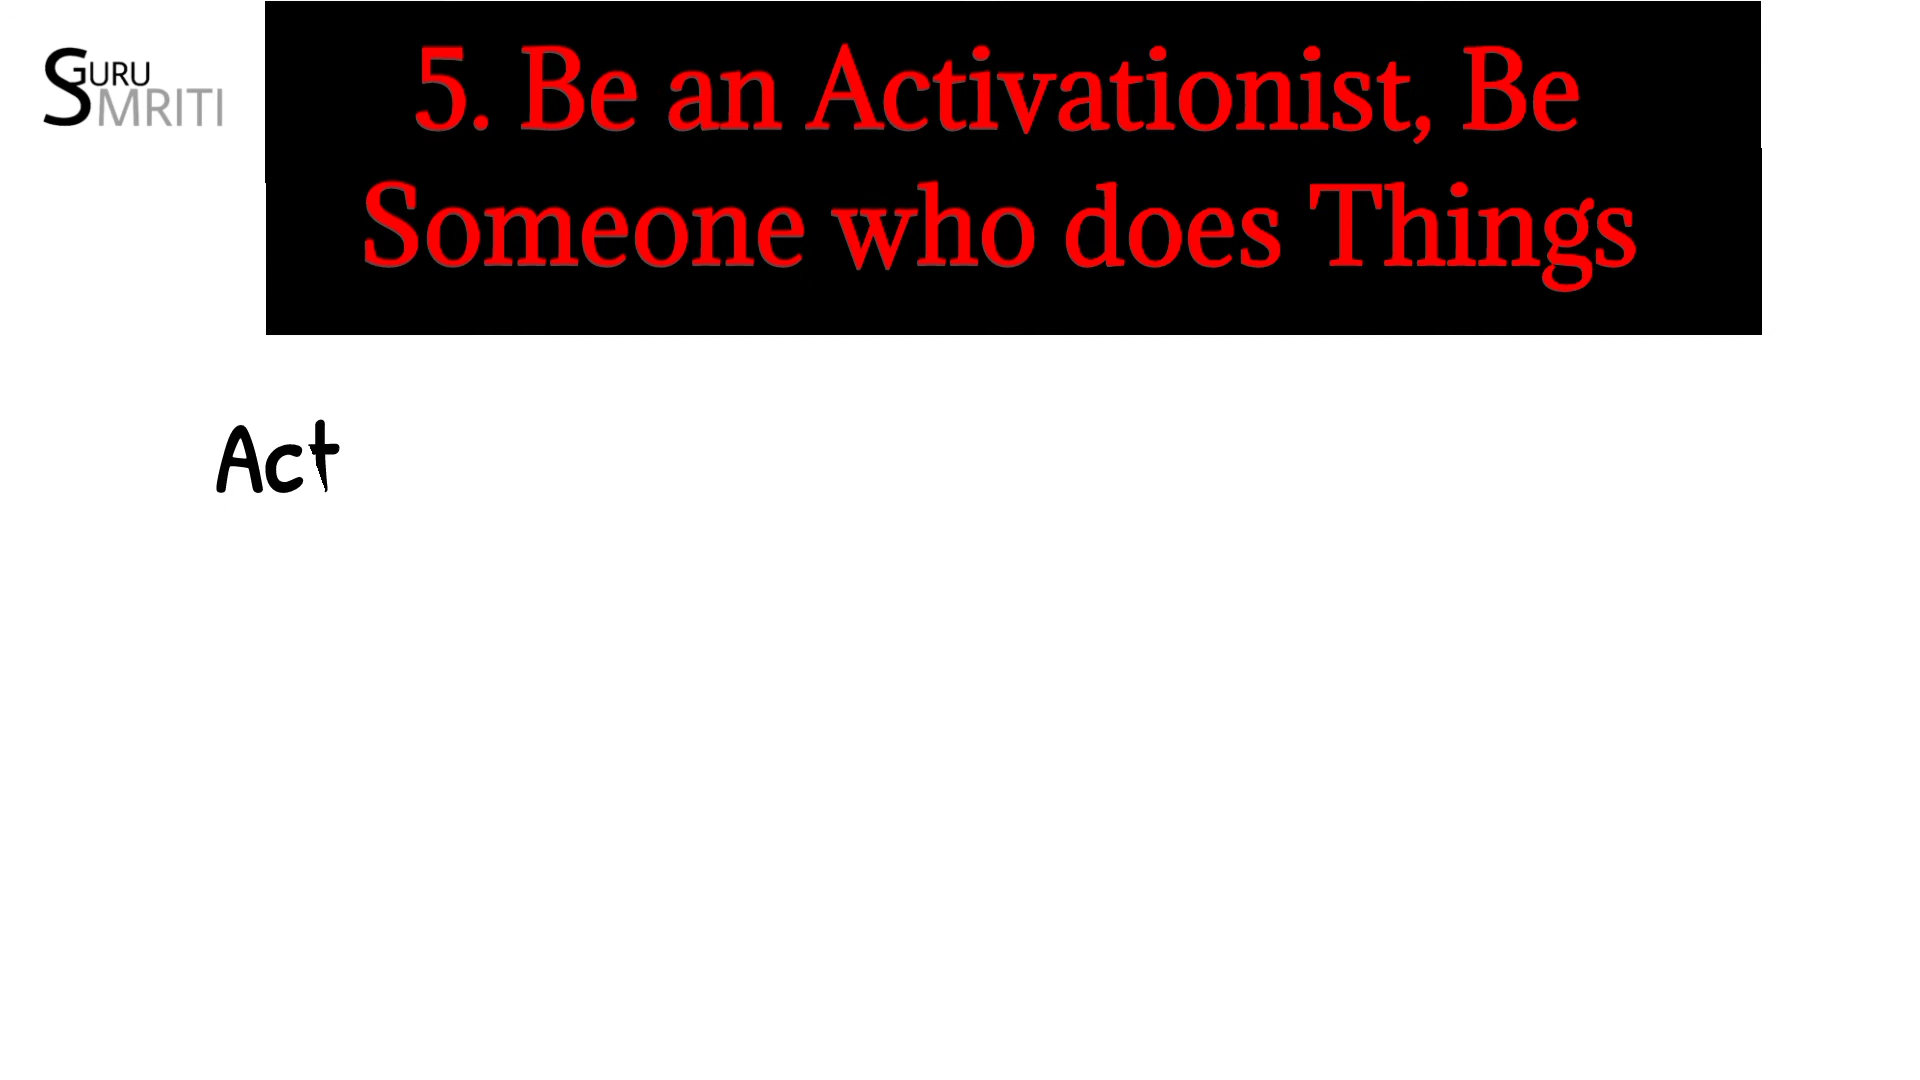 GURU
SMRITI
5. Be an Activationist, Be
Someone who does Things
Act